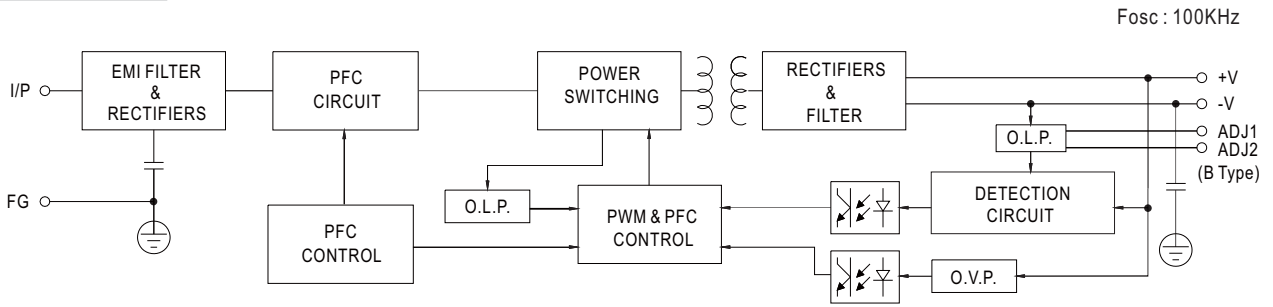 Fosc : 100KHz
I/P
EMI FILTER
&
RECTIFIERS
PFC
CIRCUIT
POWER
SWITCHING
RECTIFIERS
&
FILTER
+V
-V
O.L.P.
ADJ1
ADJ2
(B Type)
FG
O.L.P.
PFC
CONTROL
PWM & PFC
CONTROL
DETECTION
CIRCUIT
O.V.P.